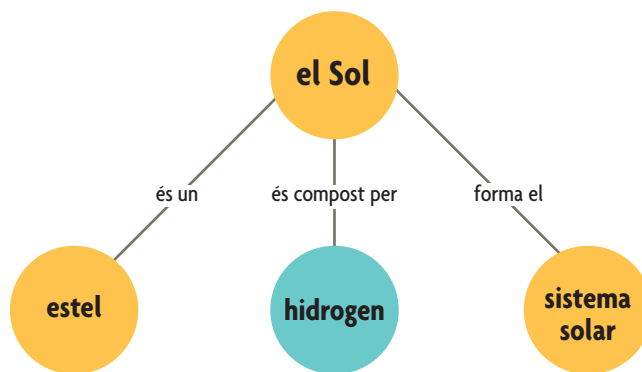 el Sol
és un
és compost per
forma el
estel
hidrogen
sistema
solar